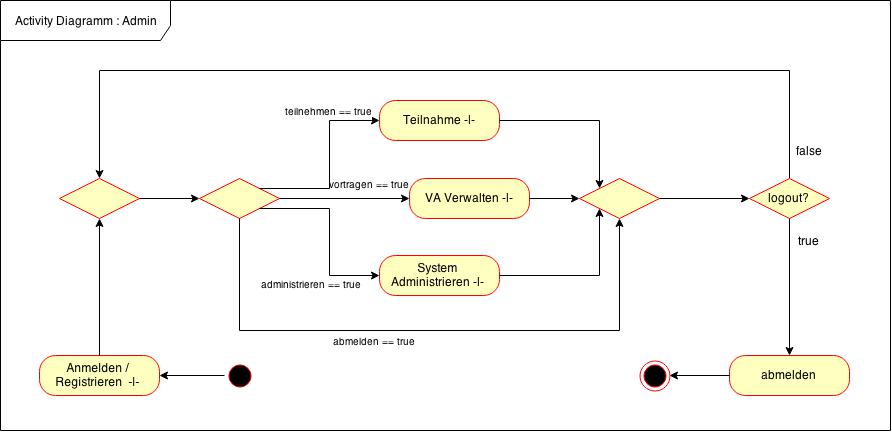 Activity Diagramm : Admin
teilnehmen == true
Teilnahme -I-
false
vortragen == true
VA Verwalten -I-
logout?
true
System
Administrieren -I-
administrieren == true
abmelden == true
Anmelden /
Registrieren -I-
abmelden